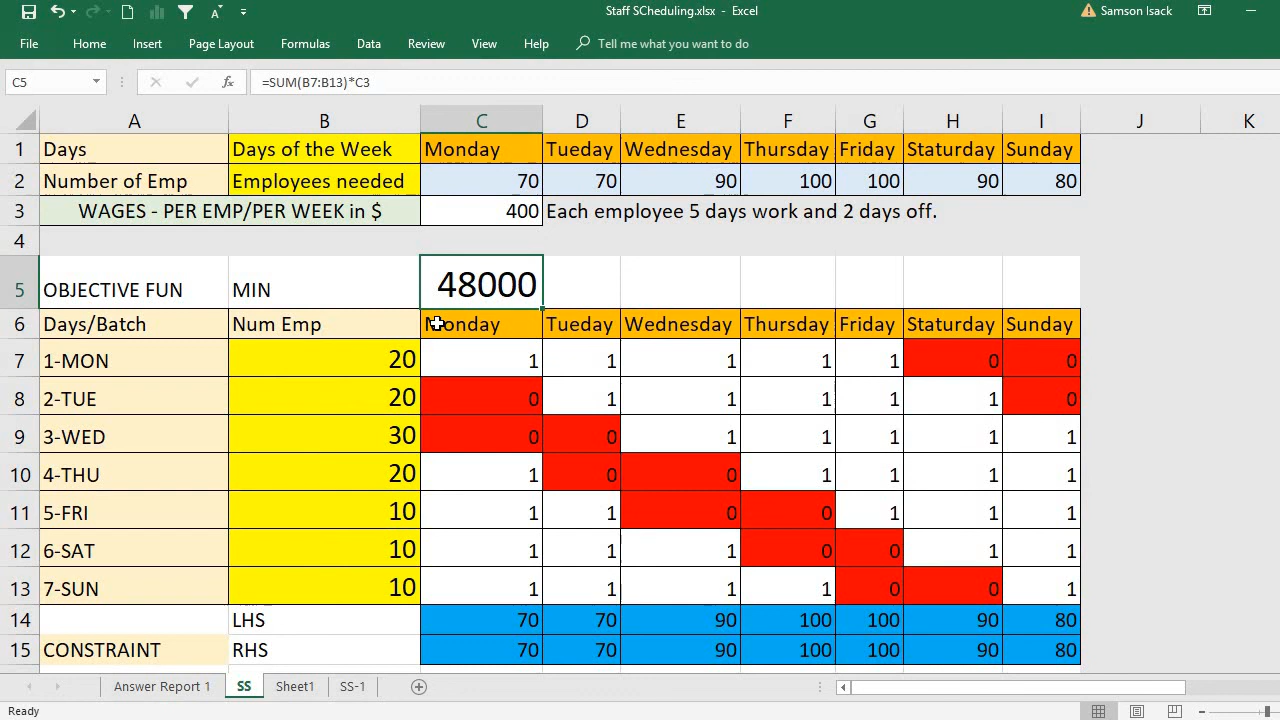 Staff SCheduling.xlsx - Excel
Samson Isack
File Home Insert Page Layout Formulas Data Review View Help Tell me what you want to do
C5 fx =SUM(B7:B13)*C3
A B C D E F G H I J K
1 Days Days of the Week Monday Tueday Wednesday Thursday Friday Staturday Sunday
2 Number of Emp Employees needed 70 70 90 100 100 90 80
3 WAGES - PER EMP/PER WEEK in $ 400 Each employee 5 days work and 2 days off.
4
5 OBJECTIVE FUN MIN 48000
6 Days/Batch Num Emp Monday Tueday Wednesday Thursday Friday Staturday Sunday
7 1-MON 20 1 1 1 1 1 0 0
8 2-TUE 20 0 1 1 1 1 1 0
9 3-WED 30 0 0 1 1 1 1 1
10 4-THU 20 1 0 0 1 1 1 1
11 5-FRI 10 1 1 0 0 1 1 1
12 6-SAT 10 1 1 1 0 0 1 1
13 7-SUN 10 1 1 1 1 0 0 1
14 LHS 70 70 90 100 100 90 80
15 CONSTRAINT RHS 70 70 90 100 100 90 80
Answer Report 1 SS Sheet1 SS-1
Ready